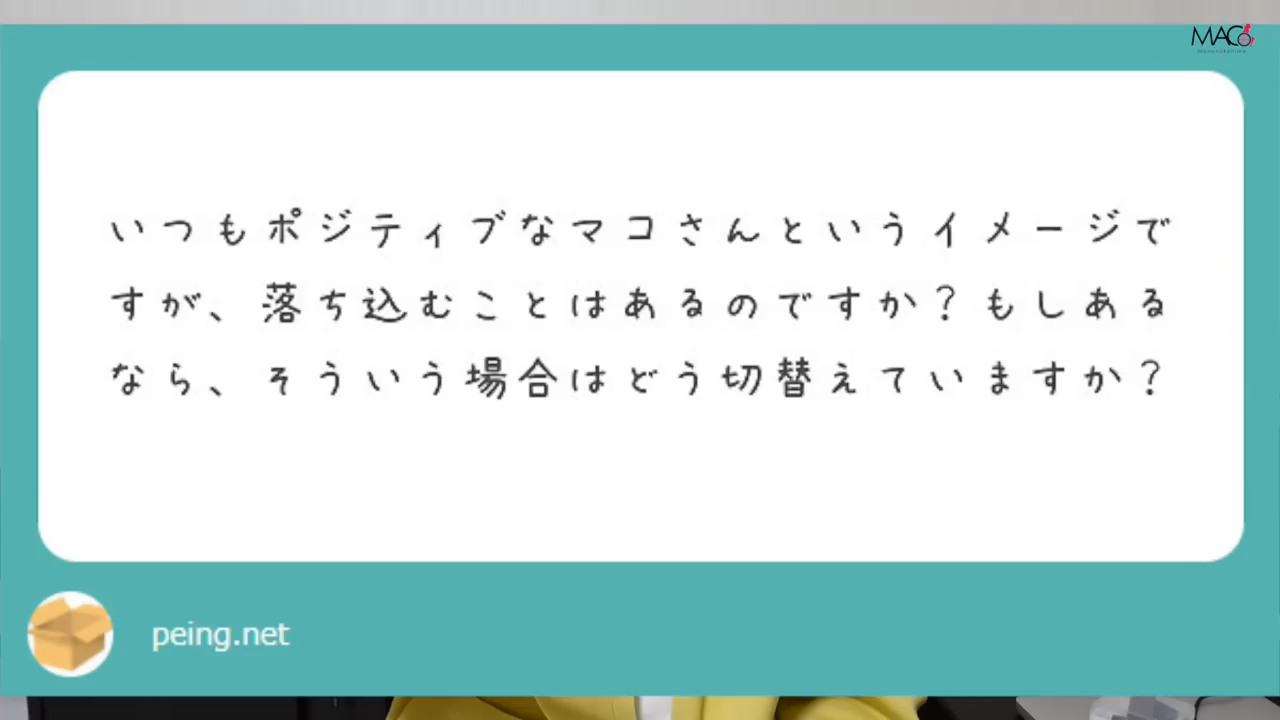 MACO
いつもポジティブなマコさんというイメージで
すが、落ち込むことはあるのですか？もしある
なら、そういう場合はどう切替えていますか？
peing.net